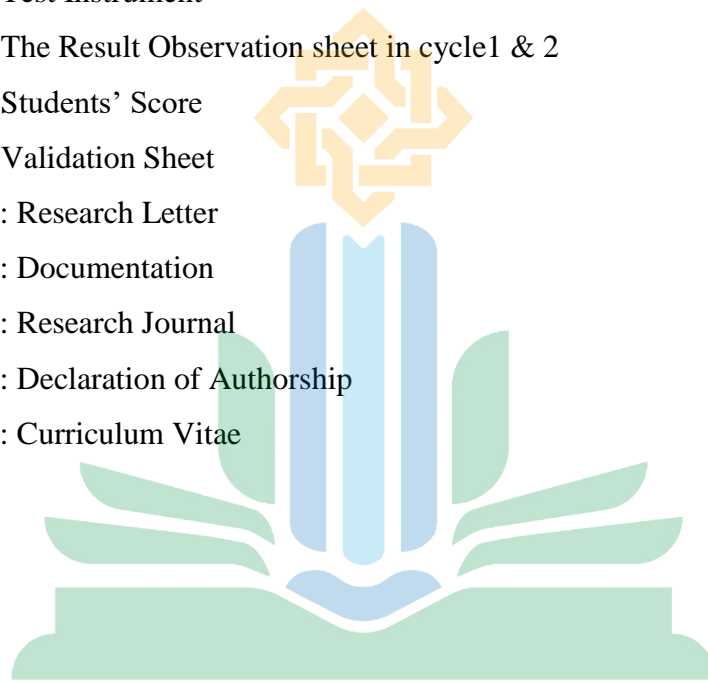 Test Instrument
The Result Observation sheet in cycle1 & 2
Students’ Score
Validation Sheet
: Research Letter
: Documentation
: Research Journal
: Declaration of Authorship
: Curriculum Vitae